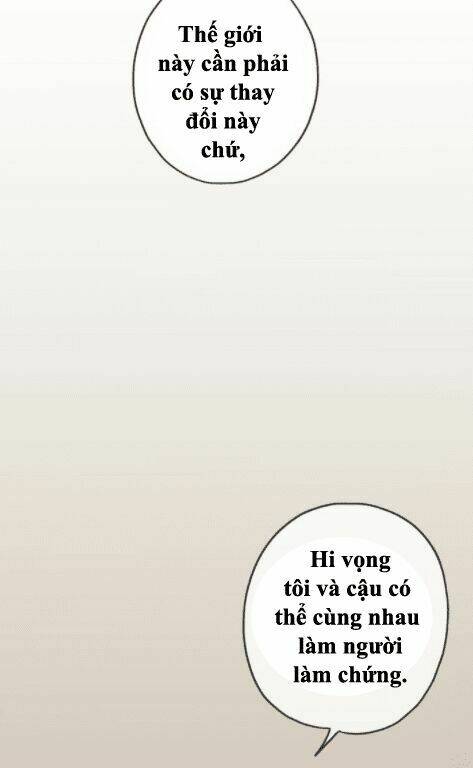 Thế giới
này cần phải
có sự thay
đổi này
chứ,
Hi vọng
tôi và cậu có
thể cùng nhau
làm người
làm chứng.